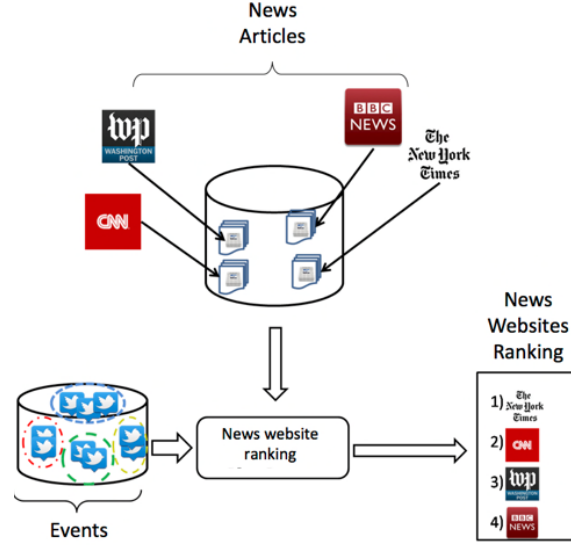 News
Articles
wp
WASHINGTON
POST
BBC
NEWS
The
New York
Times
CNN
News
Websites
Ranking
1) The
New York
Times
2) CNN
3) wp
WASHINGTON
POST
4) BBC
NEWS
News website
ranking
Events